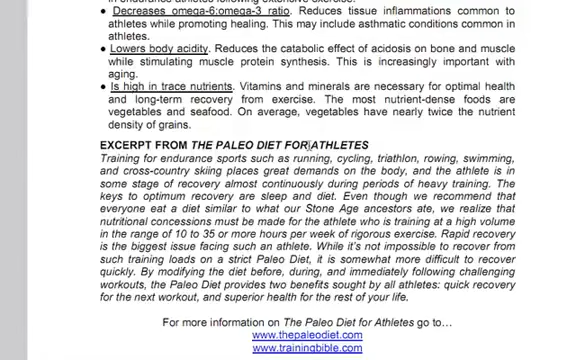 in endurance athletes following extensive exercise.
● Decreases omega-6:omega-3 ratio. Reduces tissue inflammations common to
athletes while promoting healing. This may include asthmatic conditions common in
athletes.
● Lowers body acidity. Reduces the catabolic effect of acidosis on bone and muscle
while stimulating muscle protein synthesis. This is increasingly important with
aging.
● Is high in trace nutrients. Vitamins and minerals are necessary for optimal health
and long-term recovery from exercise. The most nutrient-dense foods are
vegetables and seafood. On average, vegetables have nearly twice the nutrient
density of grains.
EXCERPT FROM THE PALEO DIET FOR ATHLETES
Training for endurance sports such as running, cycling, triathlon, rowing, swimming,
and cross-country skiing places great demands on the body, and the athlete is in
some stage of recovery almost continuously during periods of heavy training. The
keys to optimum recovery are sleep and diet. Even though we recommend that
everyone eat a diet similar to what our Stone Age ancestors ate, we realize that
nutritional concessions must be made for the athlete who is training at a high volume
in the range of 10 to 35 or more hours per week of rigorous exercise. Rapid recovery
is the biggest issue facing such an athlete. While it's not impossible to recover from
such training loads on a strict Paleo Diet, it is somewhat more difficult to recover
quickly. By modifying the diet before, during, and immediately following challenging
workouts, the Paleo Diet provides two benefits sought by all athletes: quick recovery
for the next workout, and superior health for the rest of your life.
For more information on The Paleo Diet for Athletes go to…
www.thepaleodiet.com
www.trainingbible.com